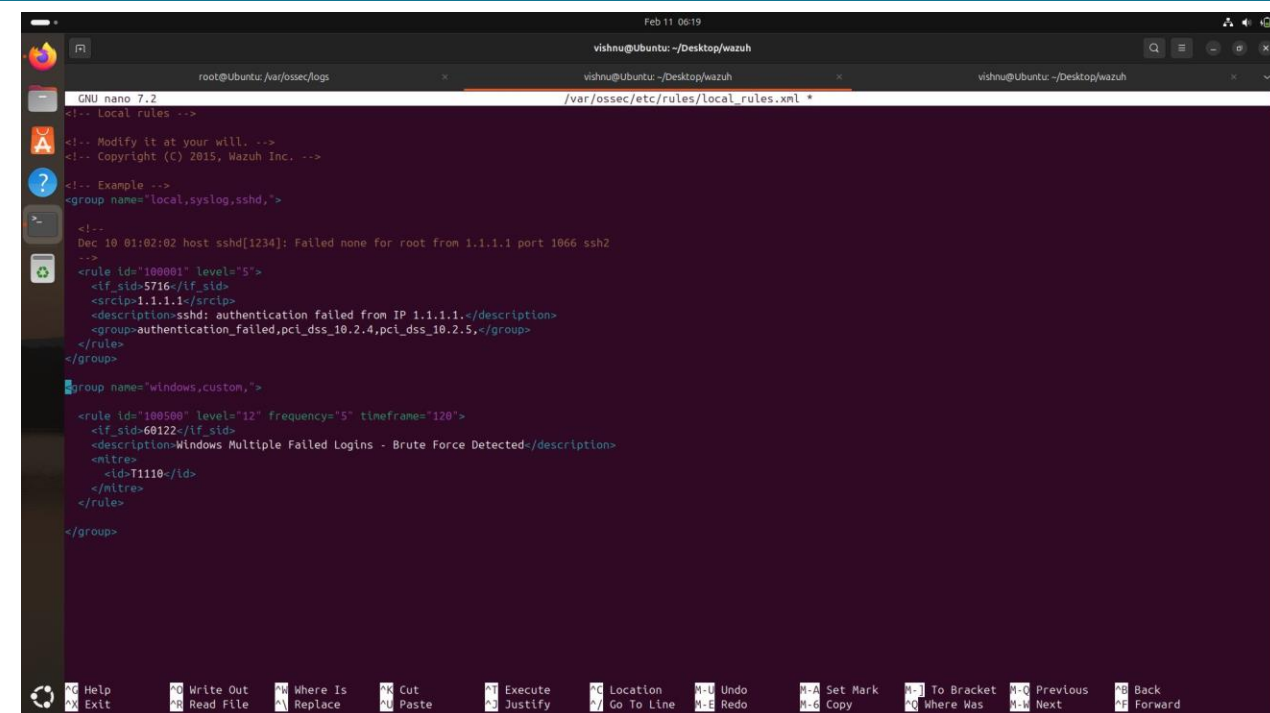 Feb 11 06:19
vishnu@Ubuntu: ~/Desktop/wazuh
root@Ubuntu: /var/ossec/logs
vishnu@Ubuntu: ~/Desktop/wazuh
vishnu@Ubuntu: ~/Desktop/wazuh
GNU nano 7.2 /var/ossec/etc/rules/local_rules.xml *
<!-- Local rules -->
<!-- Modify it at your will. -->
<!-- Copyright (C) 2015, Wazuh Inc. -->
<!-- Example -->
<group name="local,syslog,sshd,">
<!--
Dec 10 01:02:02 host sshd[1234]: Failed none for root from 1.1.1.1 port 1066 ssh2
-->
<rule id="100001" level="5">
<if_sid>5716</if_sid>
<srcip>1.1.1.1</srcip>
<description>sshd: authentication failed from IP 1.1.1.1.</description>
<group>authentication_failed,pci_dss_10.2.4,pci_dss_10.2.5,</group>
</rule>
</group>
<group name="windows,custom,">
<rule id="100500" level="12" frequency="5" timeframe="120">
<if_sid>60122</if_sid>
<description>Windows Multiple Failed Logins - Brute Force Detected</description>
<mitre>
<id>T1110</id>
</mitre>
</rule>
</group>
^G Help ^O Write Out ^W Where Is ^K Cut ^T Execute ^C Location M-U Undo M-A Set Mark M-] To Bracket M-Q Previous ^B Back
^X Exit ^R Read File ^\ Replace ^U Paste ^J Justify ^/ Go To Line M-E Redo M-6 Copy ^Q Where Was M-W Next ^F Forward